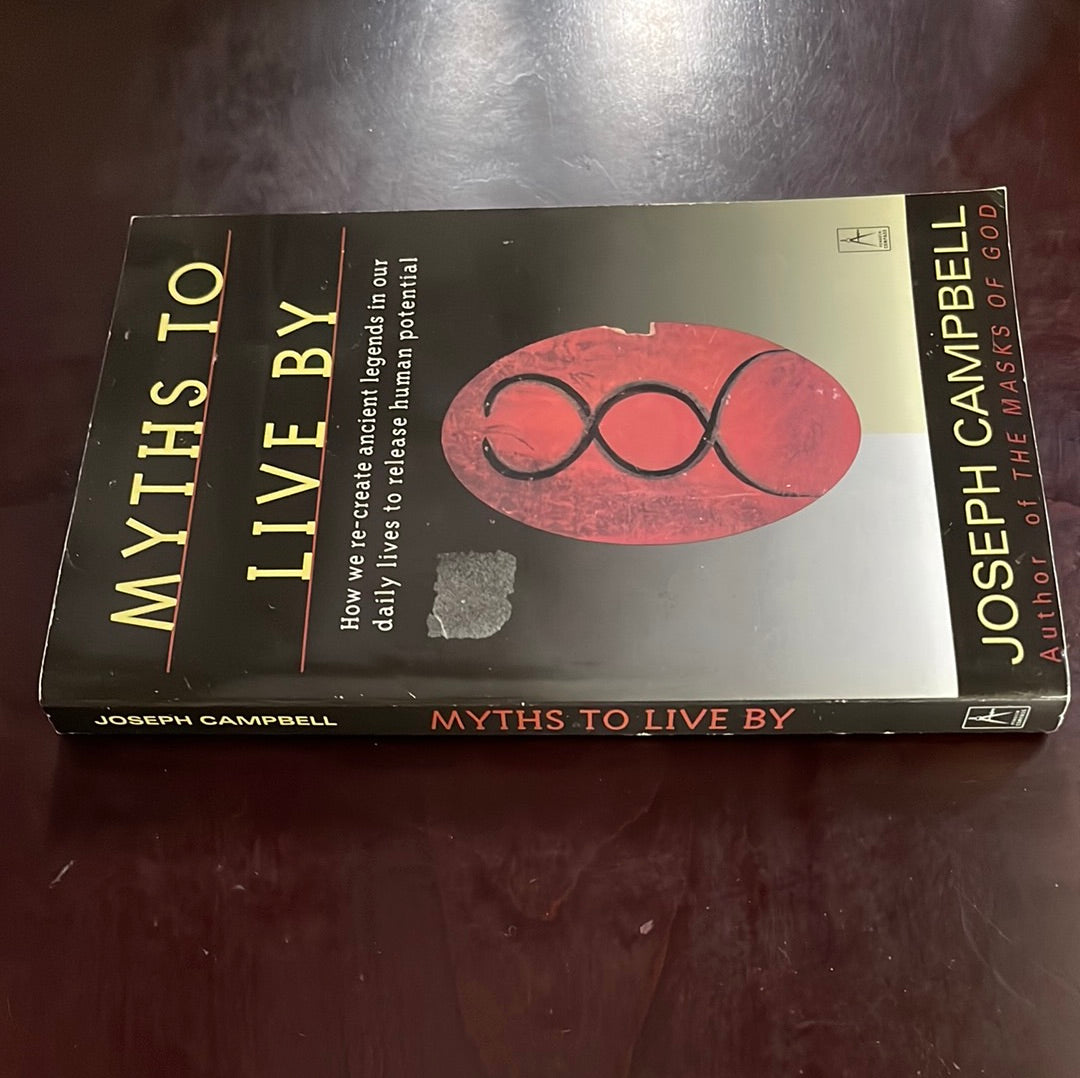 MYTHS TO
LIVE BY
How we re-create ancient legends in our
daily lives to release human potential
JOSEPH CAMPBELL
Author of THE MASKS OF GOD
JOSEPH CAMPBELL MYTHS TO LIVE BY